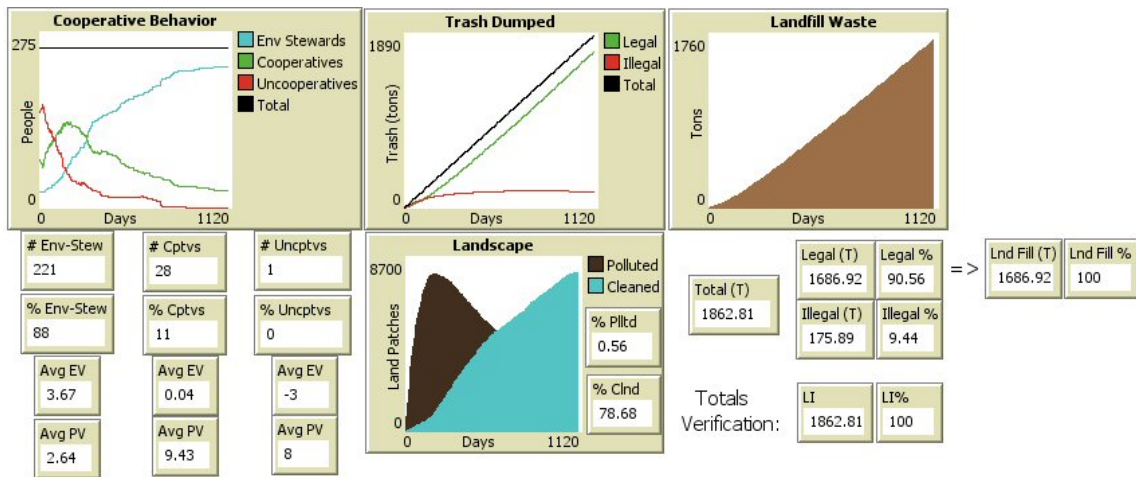 Cooperative Behavior
275
People
0
0
Days
1120
Env Stewards
Cooperatives
Uncooperatives
Total
Trash Dumped
1890
Trash (tons)
0
0
Days
1120
Legal
Illegal
Total
Landfill Waste
1760
Tons
0
0
Days
1120
# Env-Stew
221
# Cptvs
28
# Uncptvs
1
% Env-Stew
88
% Cptvs
11
% Uncptvs
0
Avg EV
3.67
Avg EV
0.04
Avg EV
-3
Avg PV
2.64
Avg PV
9.43
Avg PV
8
Landscape
8700
Land Patches
0
0
Days
1120
Polluted
Cleaned
% Plltd
0.56
% Clnd
78.68
Total (T)
1862.81
Legal (T)
1686.92
Legal %
90.56
Illegal (T)
175.89
Illegal %
9.44
= >
Lnd Fill (T)
1686.92
Lnd Fill %
100
Totals
Verification:
LI
1862.81
LI%
100